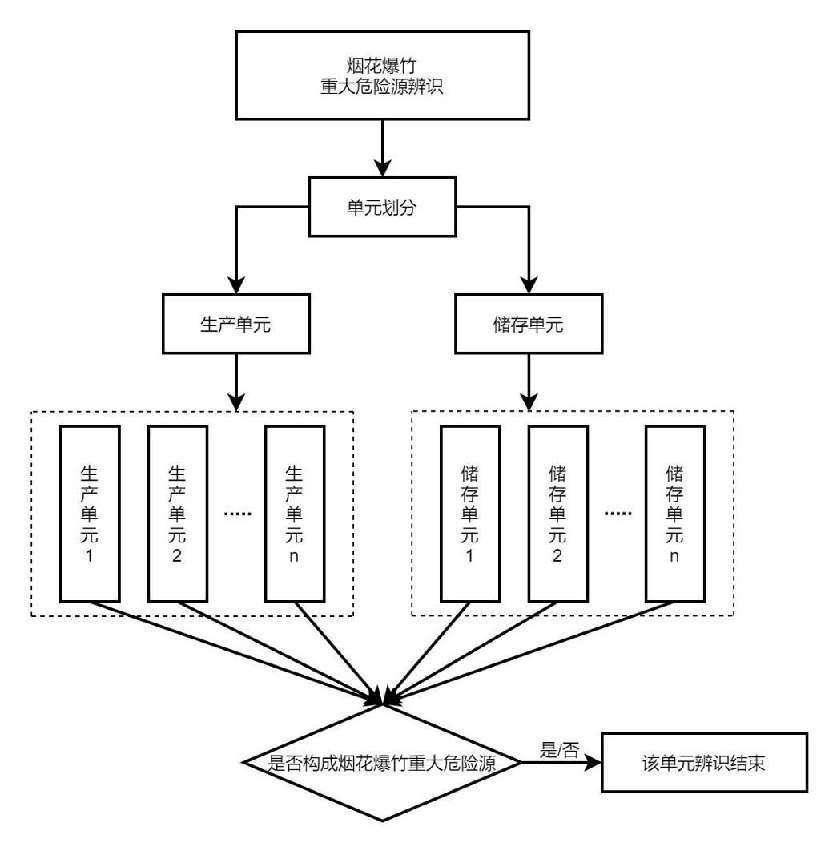 烟花爆竹
重大危险源辨识
单元划分
生产单元
储存单元
生产单元1
生产单元2
.....
生产单元n
储存单元1
储存单元2
.....
储存单元n
是否构成烟花爆竹重大危险源
是/否
该单元辨识结束